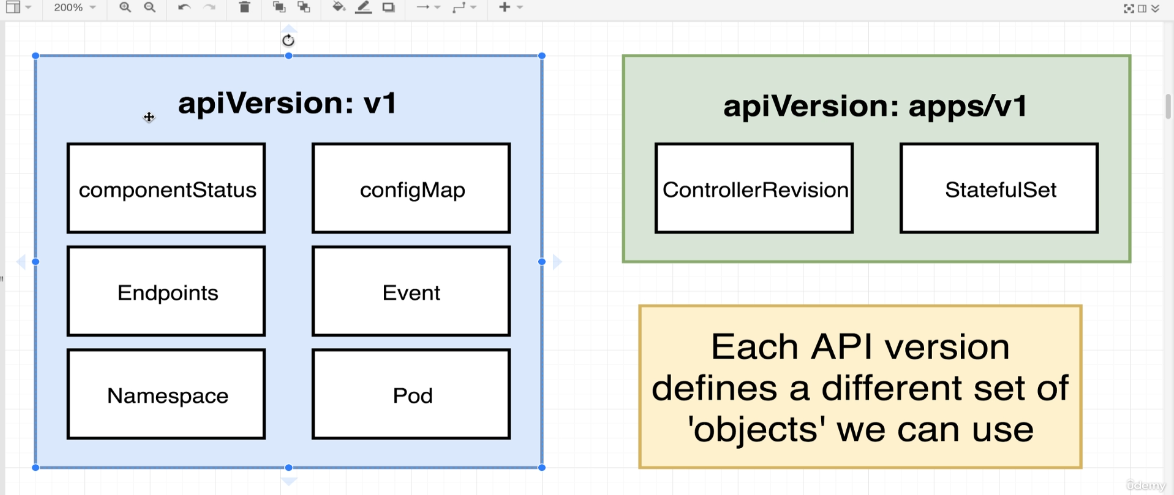 200%
apiVersion: v1
componentStatus
configMap
Endpoints
Event
Namespace
Pod
apiVersion: apps/v1
ControllerRevision
StatefulSet
Each API version
defines a different set of
'objects' we can use
ûdemy